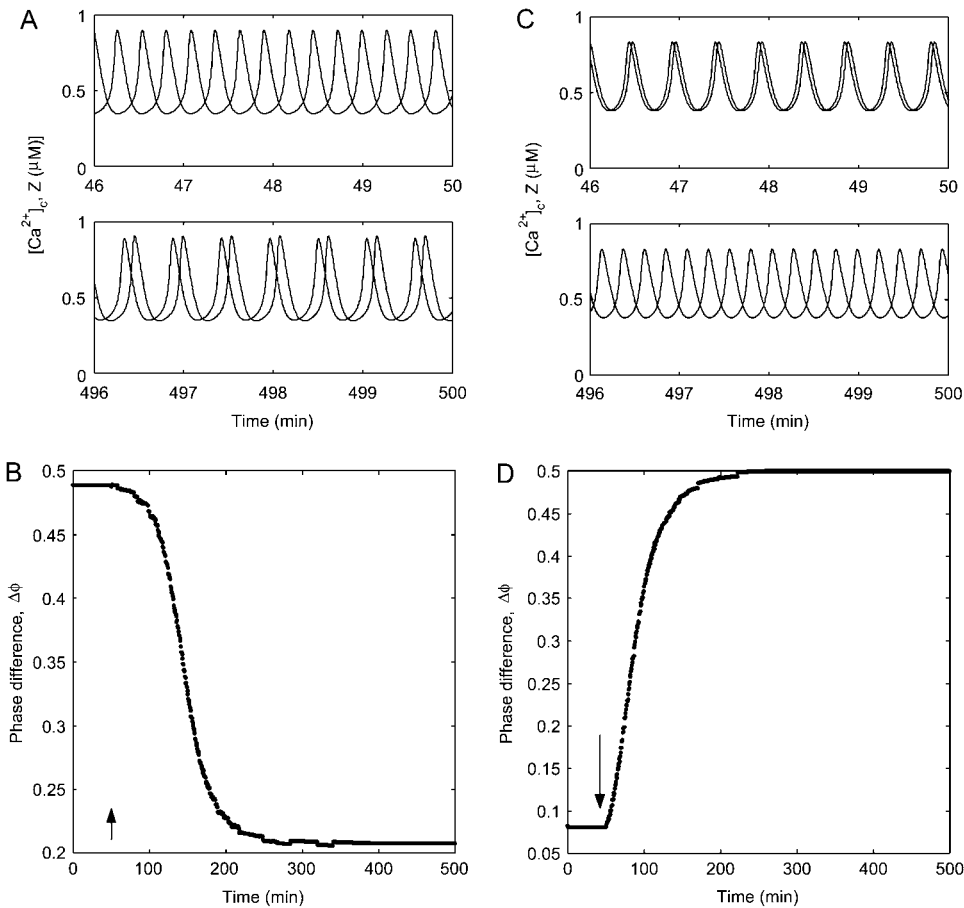 A
1
0.5
0
46 47 48 49 50
1
0.5
0
496 497 498 499 500
Time (min)
[Ca2+]c, Z (μM)]
C
1
0.5
0
46 47 48 49 50
1
0.5
0
496 497 498 499 500
Time (min)
[Ca2+]c, Z (μM)
B
0.5
0.45
0.4
0.35
0.3
0.25
0.2
0 100 200 300 400 500
Time (min)
Phase difference, Δϕ
D
0.5
0.45
0.4
0.35
0.3
0.25
0.2
0.15
0.1
0.05
0 100 200 300 400 500
Time (min)
Phase difference, Δϕ